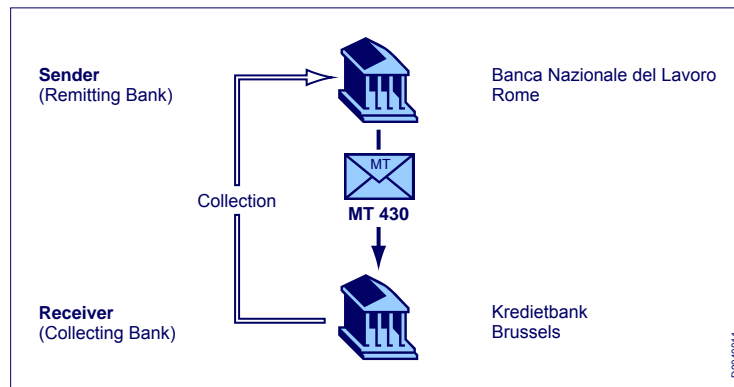 Sender
(Remitting Bank)
Banca Nazionale del Lavoro
Rome
MT
MT 430
Collection
Receiver
(Collecting Bank)
Kredietbank
Brussels